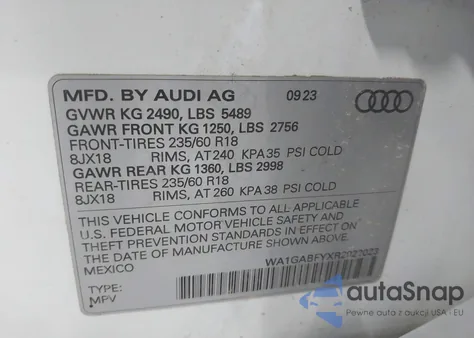 MFD. BY AUDI AG 09 23
GVWR KG 2490, LBS 5489
GAWR FRONT KG 1250, LBS 2756
FRONT-TIRES 235/60 R18
8JX18 RIMS, AT 240 KPA 35 PSI COLD
GAWR REAR KG 1360, LBS 2998
REAR-TIRES 235/60 R18
8JX18 RIMS, AT 260 KPA 38 PSI COLD
THIS VEHICLE CONFORMS TO ALL APPLICABLE
U.S. FEDERAL MOTOR VEHICLE SAFETY AND
THEFT PREVENTION STANDARDS IN EFFECT ON
THE DATE OF MANUFACTURE SHOWN ABOVE.
MEXICO
WA1GABFYXR2022023
TYPE:
MPV
autoSnap
Pewne auta z aukcji USA i EU